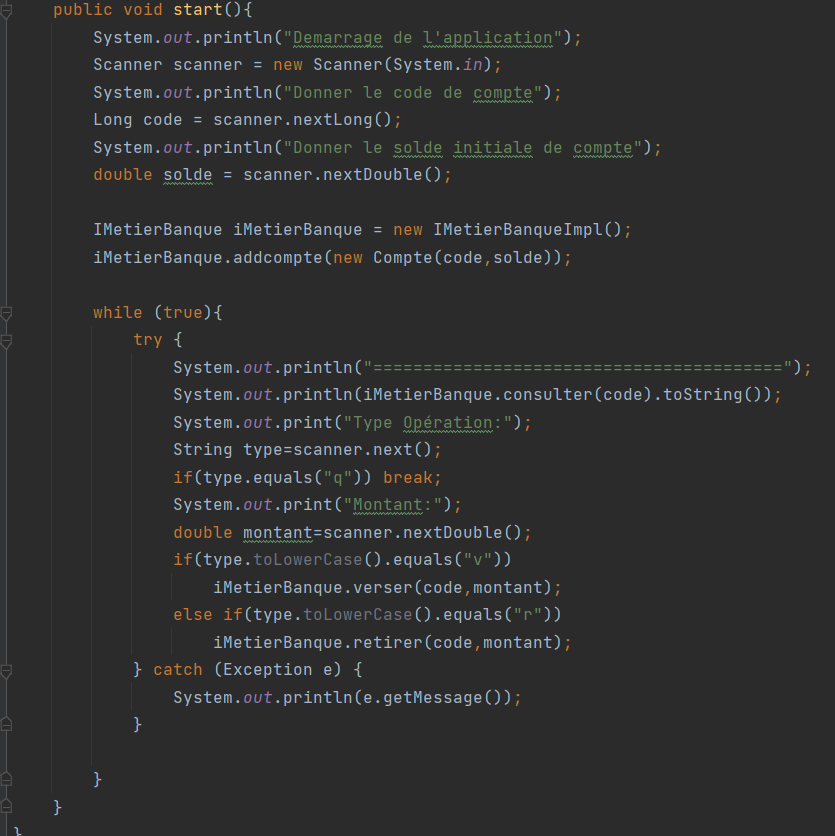 public void start(){
System.out.println("Demarrage de l'application");
Scanner scanner = new Scanner(System.in);
System.out.println("Donner le code de compte");
Long code = scanner.nextLong();
System.out.println("Donner le solde initiale de compte");
double solde = scanner.nextDouble();
IMetierBanque iMetierBanque = new IMetierBanqueImpl();
iMetierBanque.addcompte(new Compte(code,solde));
while (true){
try {
System.out.println("=========================================");
System.out.println(iMetierBanque.consulter(code).toString());
System.out.print("Type Opération:");
String type=scanner.next();
if(type.equals("q")) break;
System.out.print("Montant:");
double montant=scanner.nextDouble();
if(type.toLowerCase().equals("v"))
iMetierBanque.verser(code,montant);
else if(type.toLowerCase().equals("r"))
iMetierBanque.retirer(code,montant);
} catch (Exception e) {
System.out.println(e.getMessage());
}
}
}
}